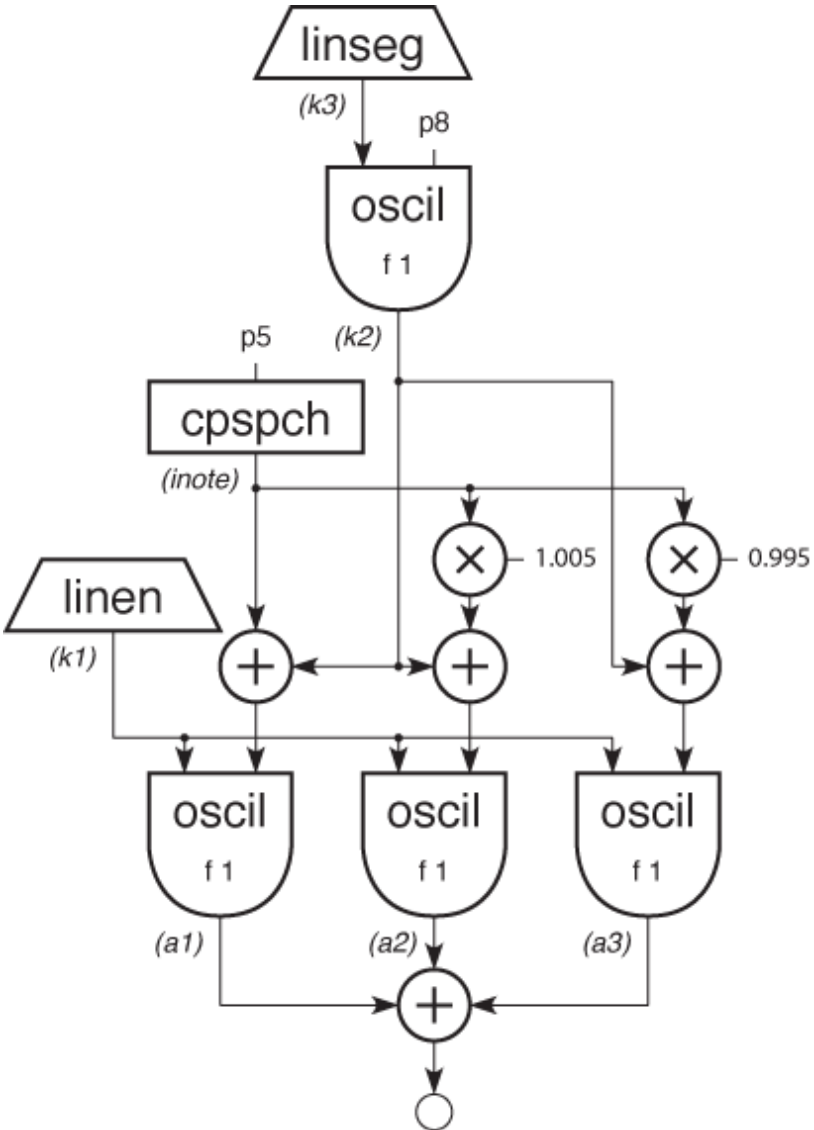 linseg
(k3)
p8
oscil
f 1
(k2)
p5
cpspch
(inote)
× 1.005 × 0.995
linen
(k1)
+ + +
oscil oscil oscil
f 1 f 1 f 1
(a1) (a2) (a3)
+